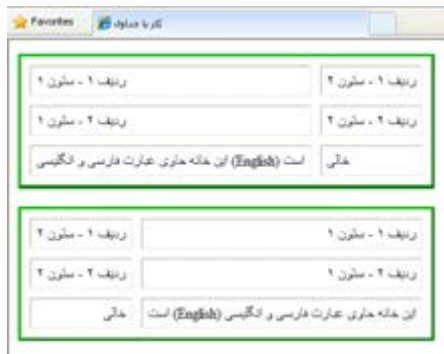 Favorites
کار با جداول
ردیف ۱ - ستون ۱
ردیف ۱ - ستون ۲
ردیف ۲ - ستون ۱
ردیف ۲ - ستون ۲
است (English) این خانه حاوی عبارت فارسی و انگلیسی
خالی
ردیف ۱ - ستون ۱
ردیف ۱ - ستون ۲
ردیف ۲ - ستون ۱
ردیف ۲ - ستون ۲
این خانه حاوی عبارت فارسی و انگلیسی (English) است
خالی